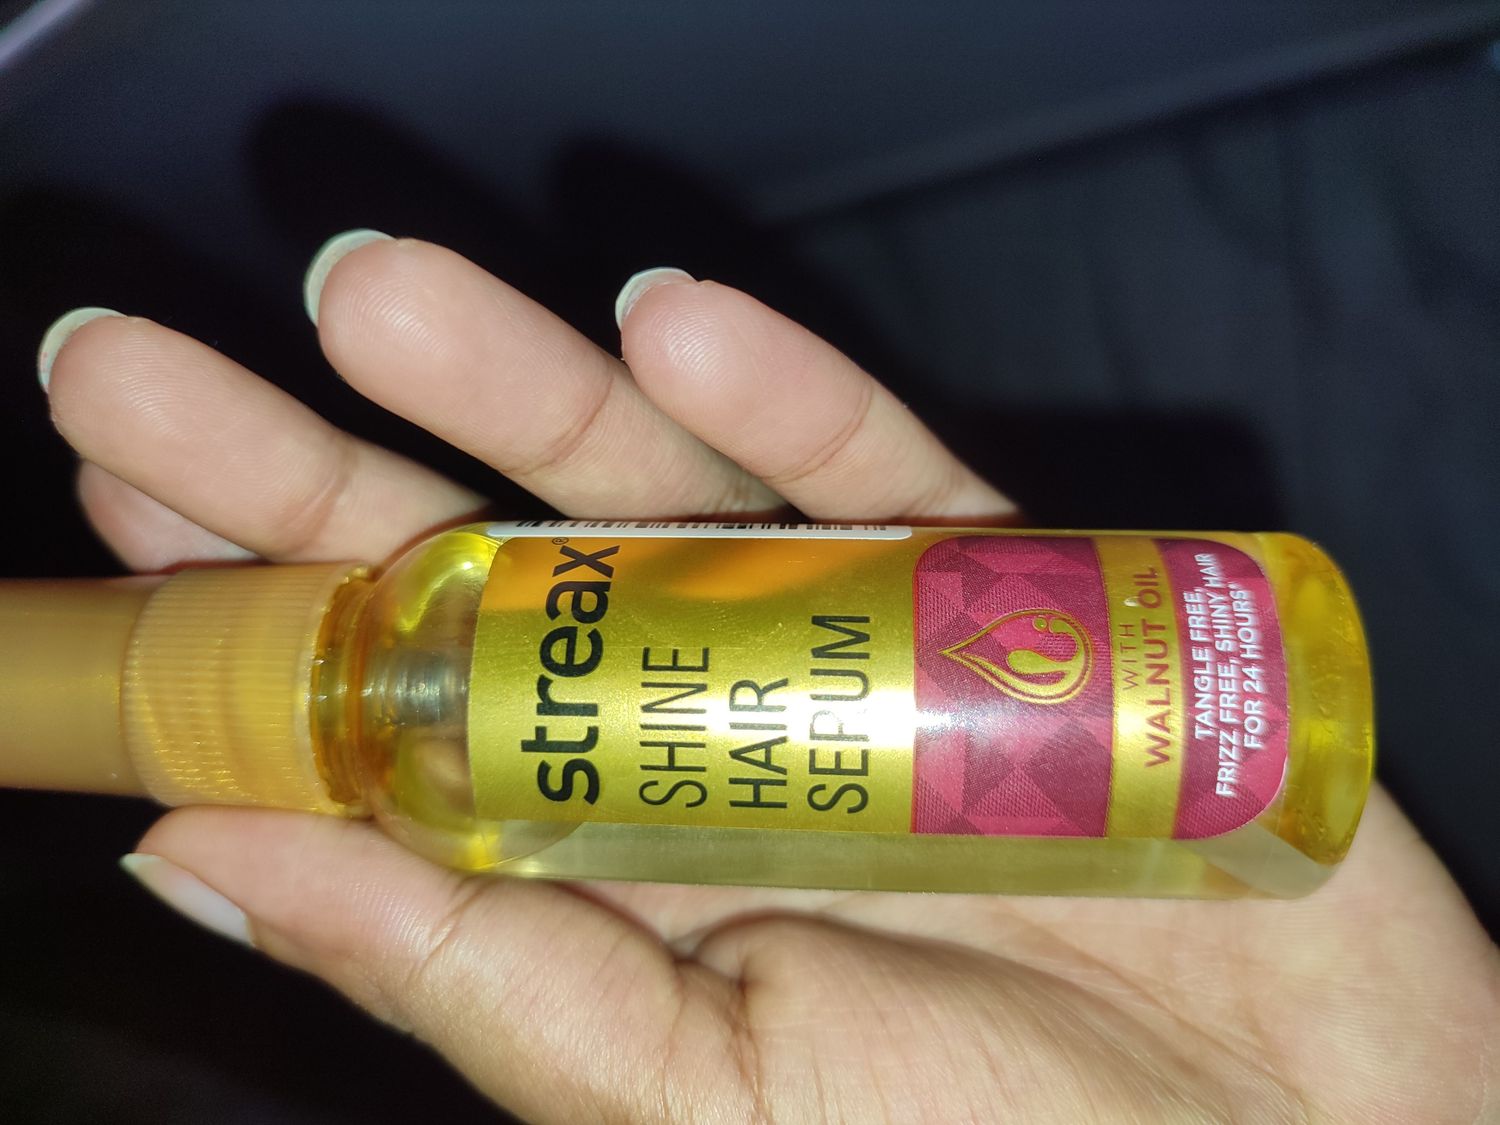 streax®
SHINE
HAIR
SERUM
WITH
WALNUT OIL
TANGLE FREE,
FRIZZ FREE, SHINY HAIR
FOR 24 HOURS*